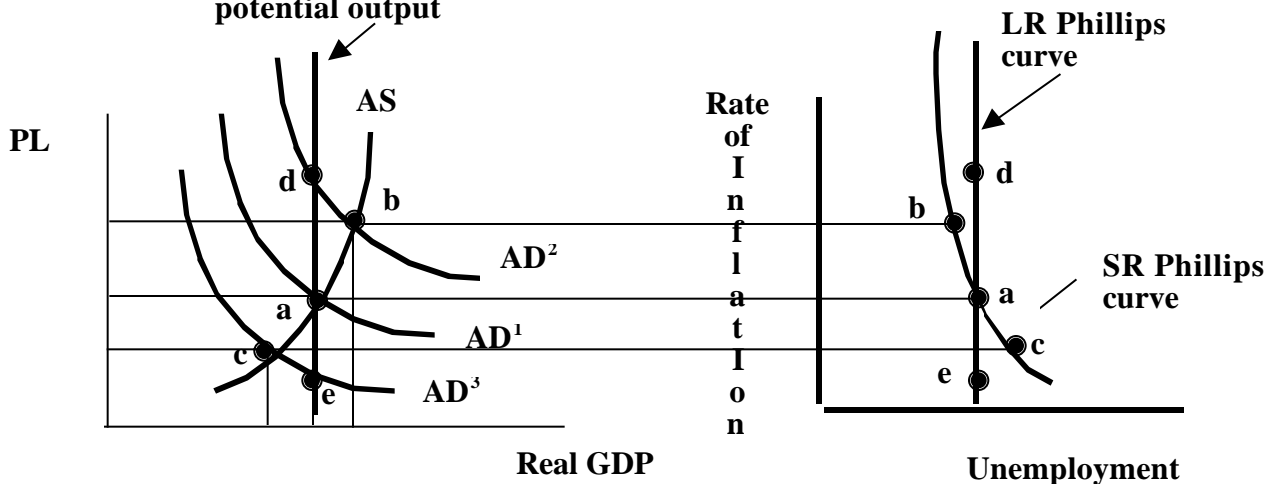 potential output
PL
AS
d
b
AD²
a
AD¹
c
AD³
e
Real GDP
Rate
of
I
n
f
l
a
t
I
o
n
LR Phillips
curve
d
b
SR Phillips
curve
a
c
e
Unemployment